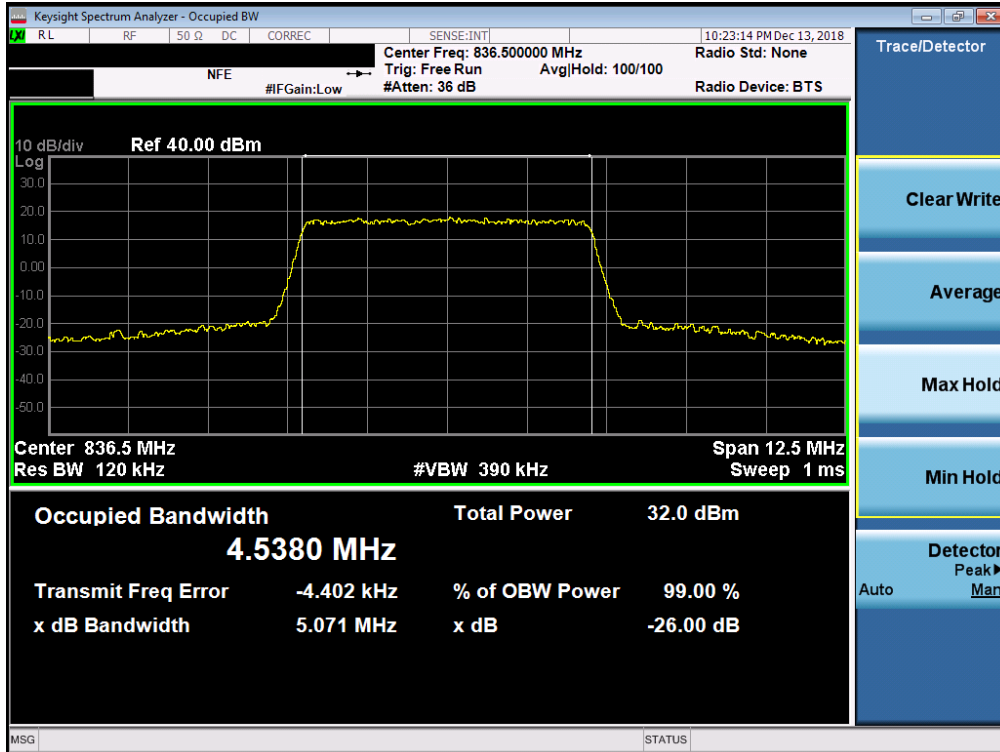 Keysight Spectrum Analyzer - Occupied BW
LXI RL RF 50 Ω DC CORREC SENSE:INT 10:23:14 PM Dec 13, 2018
Center Freq: 836.500000 MHz Radio Std: None
NFE Trig: Free Run Avg|Hold: 100/100
#IFGain:Low #Atten: 36 dB Radio Device: BTS
Trace/Detector
10 dB/div Ref 40.00 dBm
Log
30.0
20.0
10.0
0.00
-10.0
-20.0
-30.0
-40.0
-50.0
Center 836.5 MHz Span 12.5 MHz
Res BW 120 kHz #VBW 390 kHz Sweep 1 ms
Occupied Bandwidth Total Power 32.0 dBm
4.5380 MHz
Transmit Freq Error -4.402 kHz % of OBW Power 99.00 %
x dB Bandwidth 5.071 MHz x dB -26.00 dB
Clear Write
Average
Max Hold
Min Hold
Detector
Peak
Auto Man
MSG STATUS